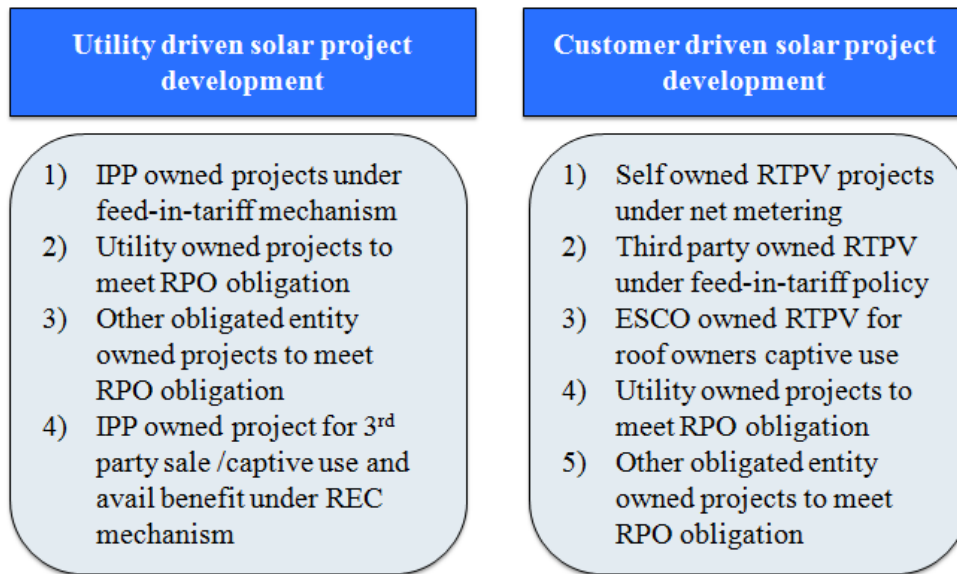 Utility driven solar project
development
1) IPP owned projects under
feed-in-tariff mechanism
2) Utility owned projects to
meet RPO obligation
3) Other obligated entity
owned projects to meet
RPO obligation
4) IPP owned project for 3rd
party sale /captive use and
avail benefit under REC
mechanism
Customer driven solar project
development
1) Self owned RTPV projects
under net metering
2) Third party owned RTPV
under feed-in-tariff policy
3) ESCO owned RTPV for
roof owners captive use
4) Utility owned projects to
meet RPO obligation
5) Other obligated entity
owned projects to meet
RPO obligation